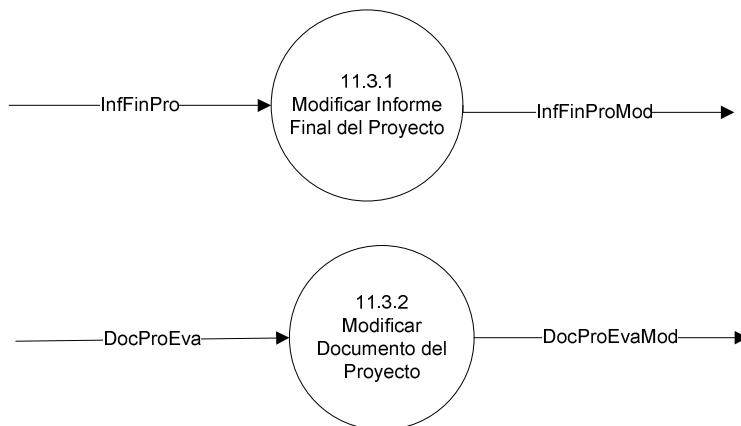 11.3.1
Modificar Informe
Final del Proyecto
InfFinPro
InfFinProMod
11.3.2
Modificar
Documento del
Proyecto
DocProEva
DocProEvaMod